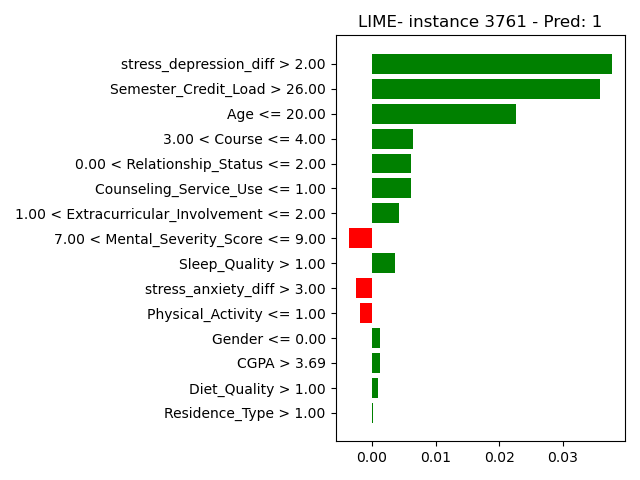 LIME- instance 3761 - Pred: 1
stress_depression_diff > 2.00
Semester_Credit_Load > 26.00
Age <= 20.00
3.00 < Course <= 4.00
0.00 < Relationship_Status <= 2.00
Counseling_Service_Use <= 1.00
1.00 < Extracurricular_Involvement <= 2.00
7.00 < Mental_Severity_Score <= 9.00
Sleep_Quality > 1.00
stress_anxiety_diff > 3.00
Physical_Activity <= 1.00
Gender <= 0.00
CGPA > 3.69
Diet_Quality > 1.00
Residence_Type > 1.00
0.00 0.01 0.02 0.03